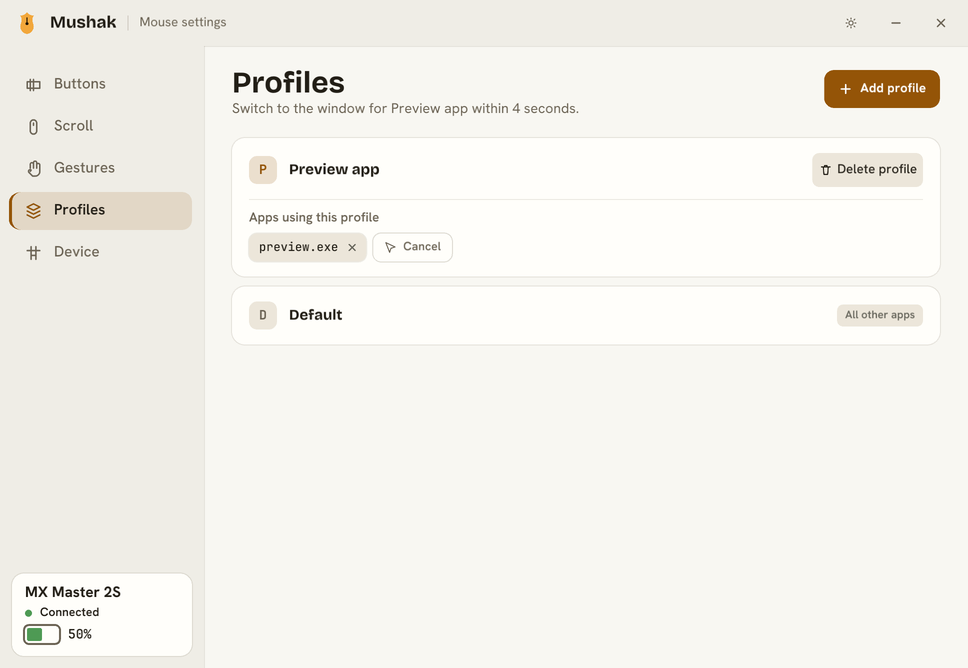 Mushak
Mouse settings
Buttons
Scroll
Gestures
Profiles
Device
MX Master 2S
Connected
50%
Profiles
Switch to the window for Preview app within 4 seconds.
Add profile
P
Preview app
Delete profile
Apps using this profile
preview.exe
Cancel
D
Default
All other apps